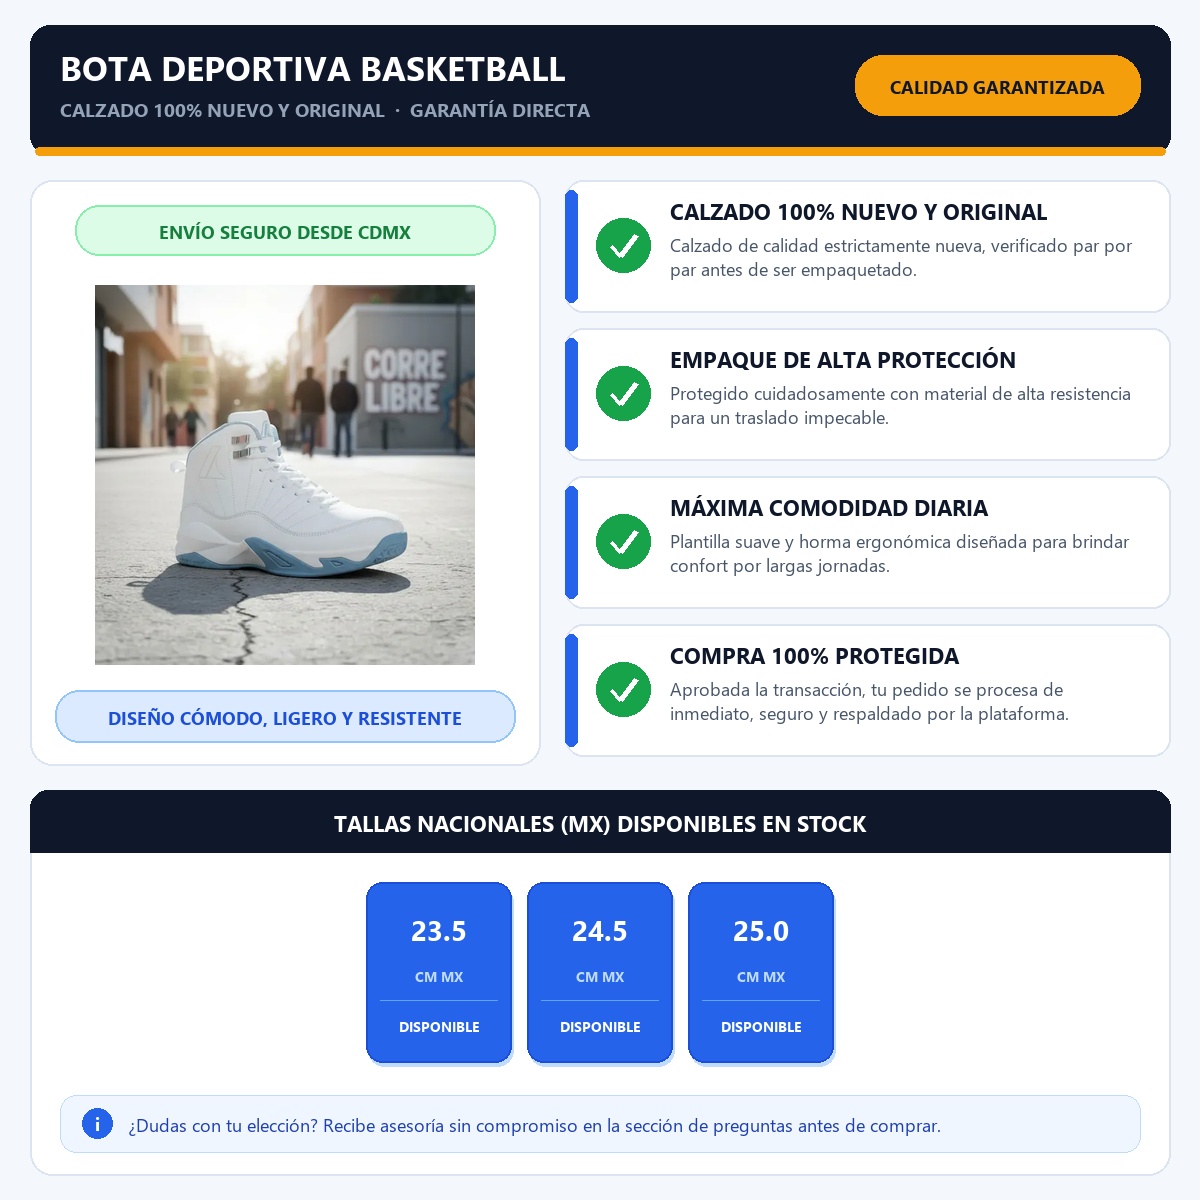 BOTA DEPORTIVA BASKETBALL
CALZADO 100% NUEVO Y ORIGINAL · GARANTÍA DIRECTA
CALIDAD GARANTIZADA
ENVÍO SEGURO DESDE CDMX
CORRE
LIBRE
DISEÑO CÓMODO, LIGERO Y RESISTENTE
CALZADO 100% NUEVO Y ORIGINAL
Calzado de calidad estrictamente nueva, verificado par por
par antes de ser empaquetado.
EMPAQUE DE ALTA PROTECCIÓN
Protegido cuidadosamente con material de alta resistencia
para un traslado impecable.
MÁXIMA COMODIDAD DIARIA
Plantilla suave y horma ergonómica diseñada para brindar
confort por largas jornadas.
COMPRA 100% PROTEGIDA
Aprobada la transacción, tu pedido se procesa de
inmediato, seguro y respaldado por la plataforma.
TALLAS NACIONALES (MX) DISPONIBLES EN STOCK
23.5
CM MX
DISPONIBLE
24.5
CM MX
DISPONIBLE
25.0
CM MX
DISPONIBLE
¿Dudas con tu elección? Recibe asesoría sin compromiso en la sección de preguntas antes de comprar.